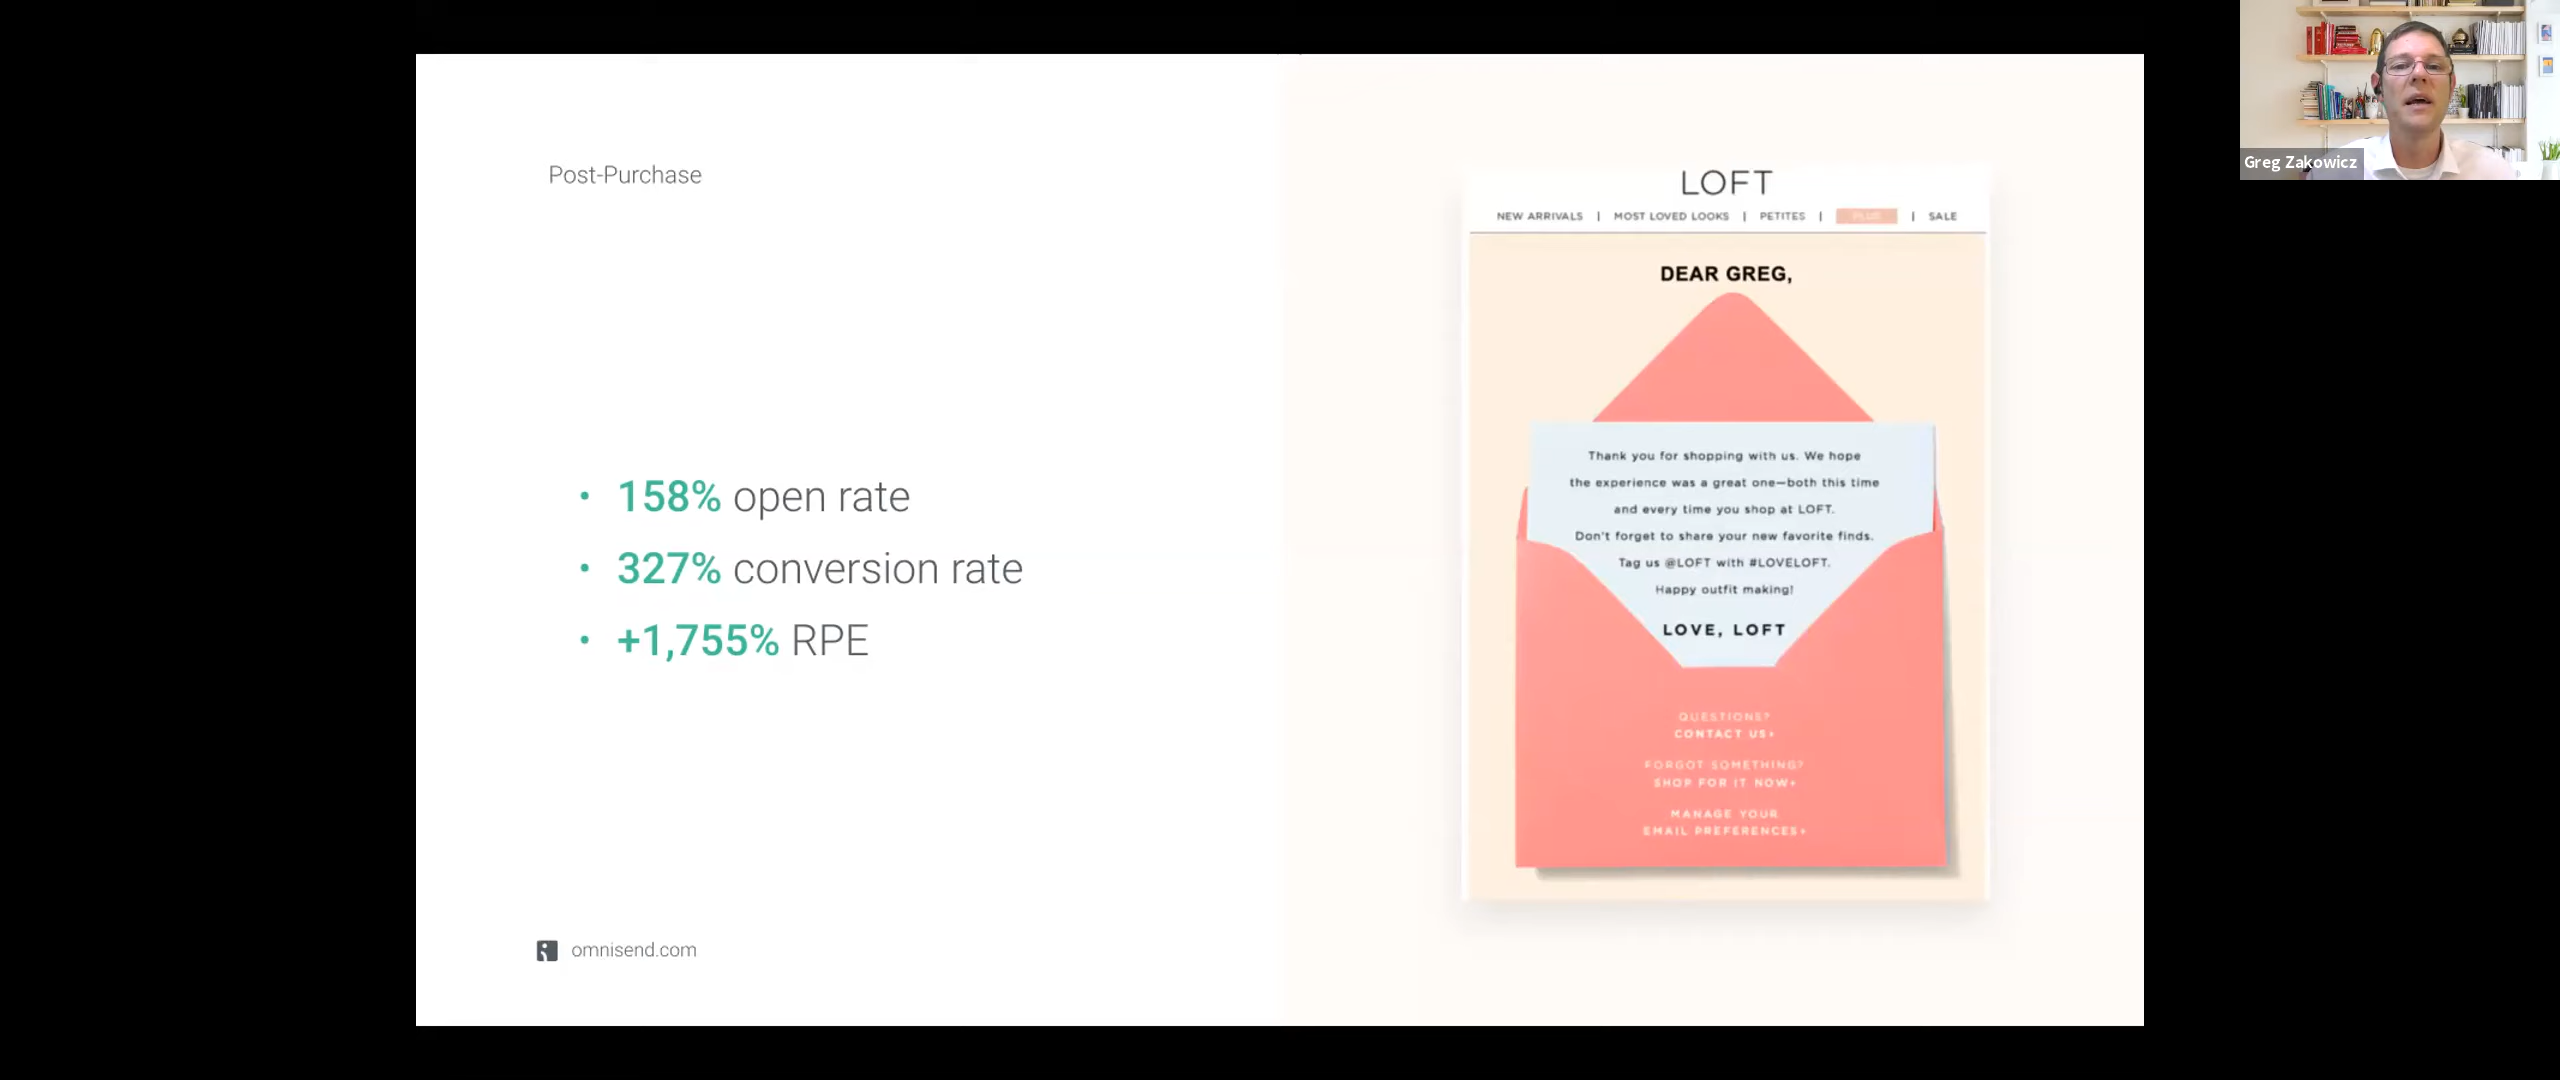 Post-Purchase
• 158% open rate
• 327% conversion rate
• +1,755% RPE
omnisend.com
LOFT
NEW ARRIVALS | MOST LOVED LOOKS | PETITES | PLUS | SALE
DEAR GREG,
Thank you for shopping with us. We hope
the experience was a great one—both this time
and every time you shop at LOFT.
Don't forget to share your new favorite finds.
Tag us @LOFT with #LOVELOFT.
Happy outfit making!
LOVE, LOFT
QUESTIONS?
CONTACT US+
FORGOT SOMETHING?
SHOP FOR IT NOW+
MANAGE YOUR
EMAIL PREFERENCES+
Greg Zakowicz